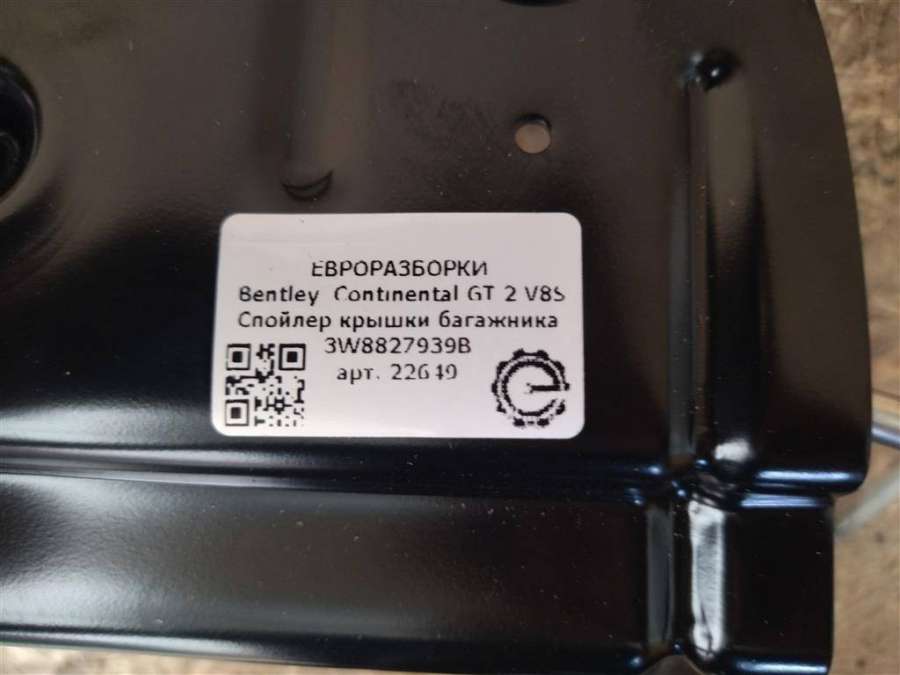 ЕВРОРАЗБОРКИ
Bentley Continental GT 2 V8S
Спойлер крышки багажника
3W8827939B
арт. 22649